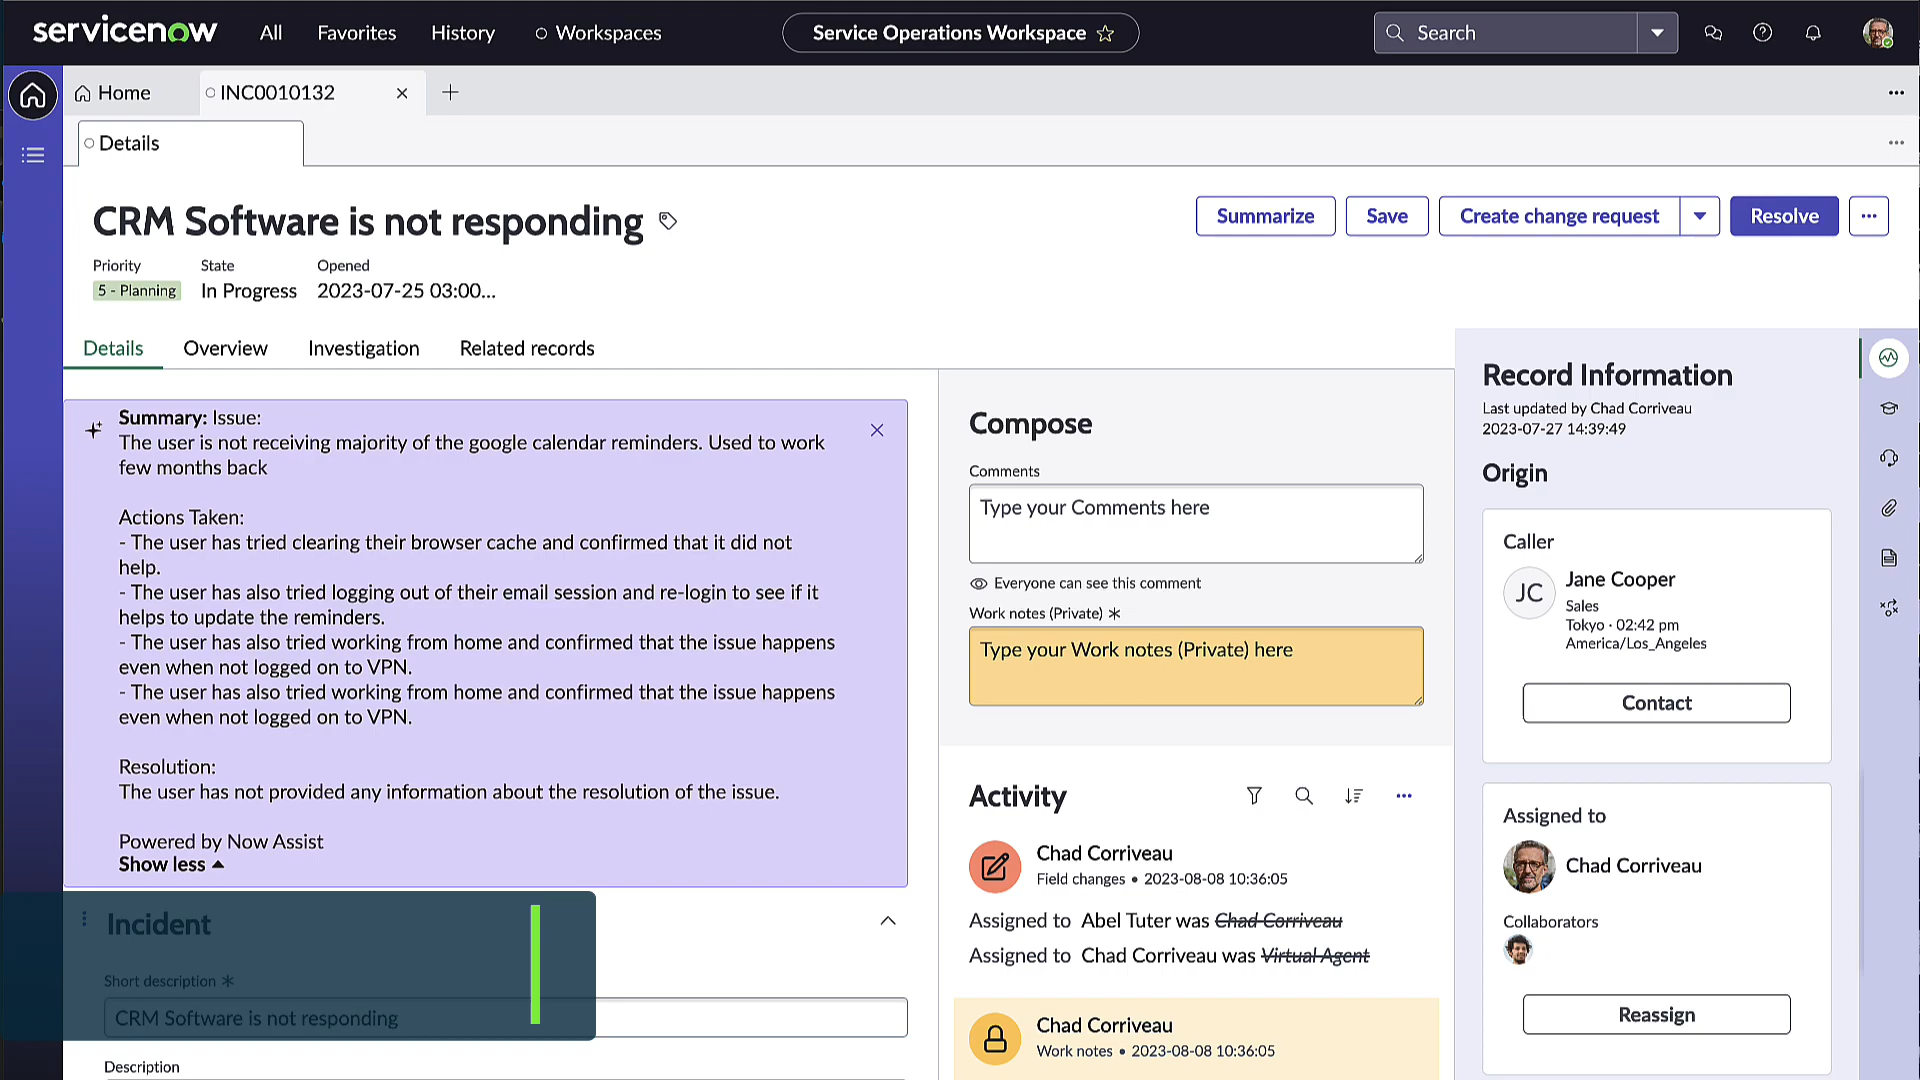 servicenow
All
Favorites
History
Workspaces
Service Operations Workspace
Search
Home
INC0010132
Details
CRM Software is not responding
Summarize
Save
Create change request
Resolve
Priority
State
Opened
5 - Planning
In Progress
2023-07-25 03:00...
Details
Overview
Investigation
Related records
Summary: Issue:
The user is not receiving majority of the google calendar reminders. Used to work
few months back
Actions Taken:
- The user has tried clearing their browser cache and confirmed that it did not
help.
- The user has also tried logging out of their email session and re-login to see if it
helps to update the reminders.
- The user has also tried working from home and confirmed that the issue happens
even when not logged on to VPN.
- The user has also tried working from home and confirmed that the issue happens
even when not logged on to VPN.
Resolution:
The user has not provided any information about the resolution of the issue.
Powered by Now Assist
Show less
Incident
Short description *
CRM Software is not responding
Description
Compose
Comments
Type your Comments here
Everyone can see this comment
Work notes (Private) *
Type your Work notes (Private) here
Activity
Chad Corriveau
Field changes • 2023-08-08 10:36:05
Assigned to Abel Tuter was Chad Corriveau
Assigned to Chad Corriveau was Virtual Agent
Chad Corriveau
Work notes • 2023-08-08 10:36:05
Record Information
Last updated by Chad Corriveau
2023-07-27 14:39:49
Origin
Caller
JC
Jane Cooper
Sales
Tokyo · 02:42 pm
America/Los_Angeles
Contact
Assigned to
Chad Corriveau
Collaborators
Reassign